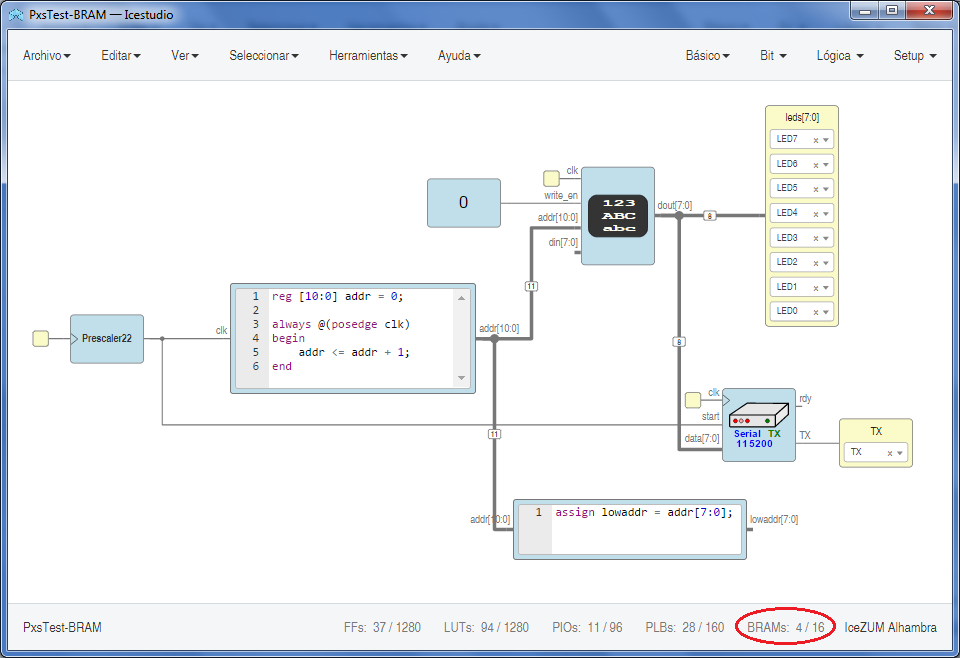 PxsTest-BRAM — Icestudio
Archivo Editar Ver Seleccionar Herramientas Ayuda Básico Bit Lógica Setup
leds[7:0]
LED7 x
LED6 x
LED5 x
LED4 x
LED3 x
LED2 x
LED1 x
LED0 x
clk
write_en
addr[10:0]
din[7:0]
0
123
ABC
abc
dout[7:0]
8
11
Prescaler22
clk
1 reg [10:0] addr = 0;
2
3 always @(posedge clk)
4 begin
5 addr <= addr + 1;
6 end
addr[10:0]
8
11
clk
start
data[7:0]
Serial TX
115200
rdy
TX
TX
TX x
addr[10:0]
1 assign lowaddr = addr[7:0];
lowaddr[7:0]
PxsTest-BRAM FFs: 37 / 1280 LUTs: 94 / 1280 PIOs: 11 / 96 PLBs: 28 / 160 BRAMs: 4 / 16 IceZUM Alhambra